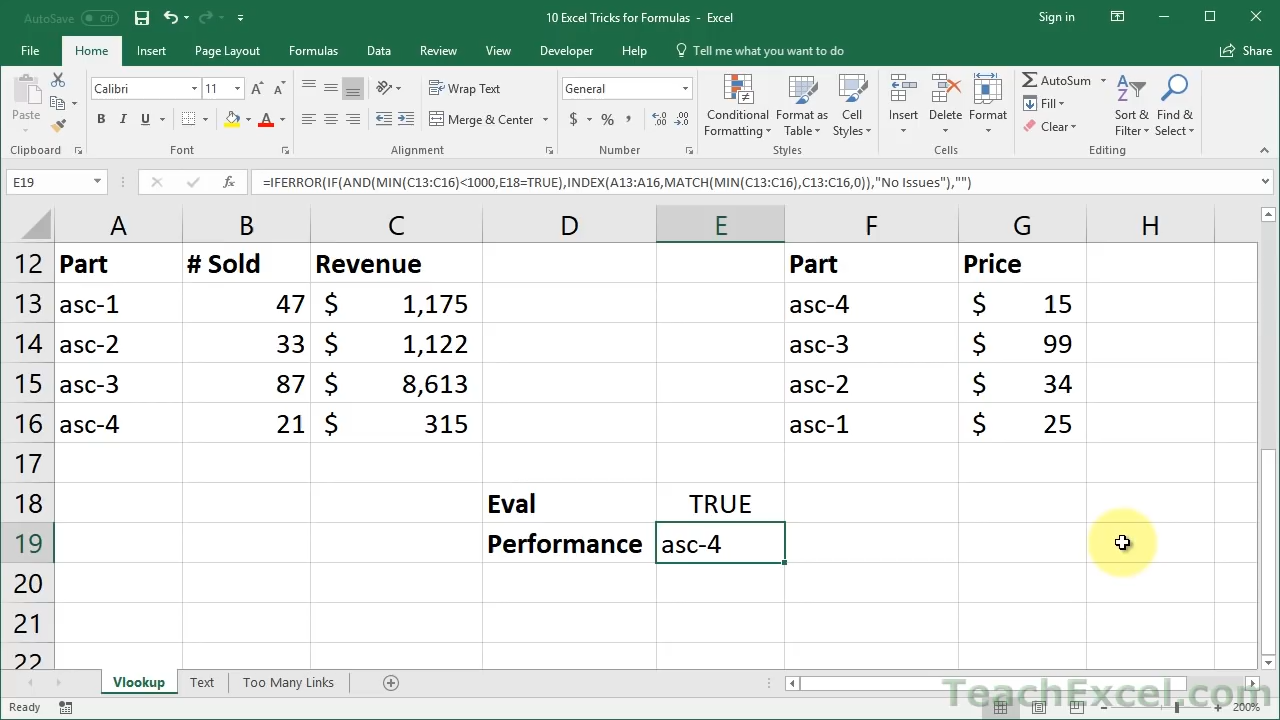 AutoSave Off 10 Excel Tricks for Formulas - Excel Sign in
File Home Insert Page Layout Formulas Data Review View Developer Help Tell me what you want to do Share
Paste
Calibri 11 A A
B I U A
Wrap Text
Merge & Center
General
$ % ,
Conditional Formatting
Format as Table
Cell Styles
Insert Delete Format
AutoSum
Fill
Clear
Sort & Filter
Find & Select
Clipboard Font Alignment Number Styles Cells Editing
E19 fx =IFERROR(IF(AND(MIN(C13:C16)<1000,E18=TRUE),INDEX(A13:A16,MATCH(MIN(C13:C16),C13:C16,0)),"No Issues"),"")
A B C D E F G H
12 Part # Sold Revenue Part Price
13 asc-1 47 $ 1,175 asc-4 $ 15
14 asc-2 33 $ 1,122 asc-3 $ 99
15 asc-3 87 $ 8,613 asc-2 $ 34
16 asc-4 21 $ 315 asc-1 $ 25
17
18 Eval TRUE
19 Performance asc-4
20
21
22
Vlookup Text Too Many Links
Ready 200%
TeachExcel.com